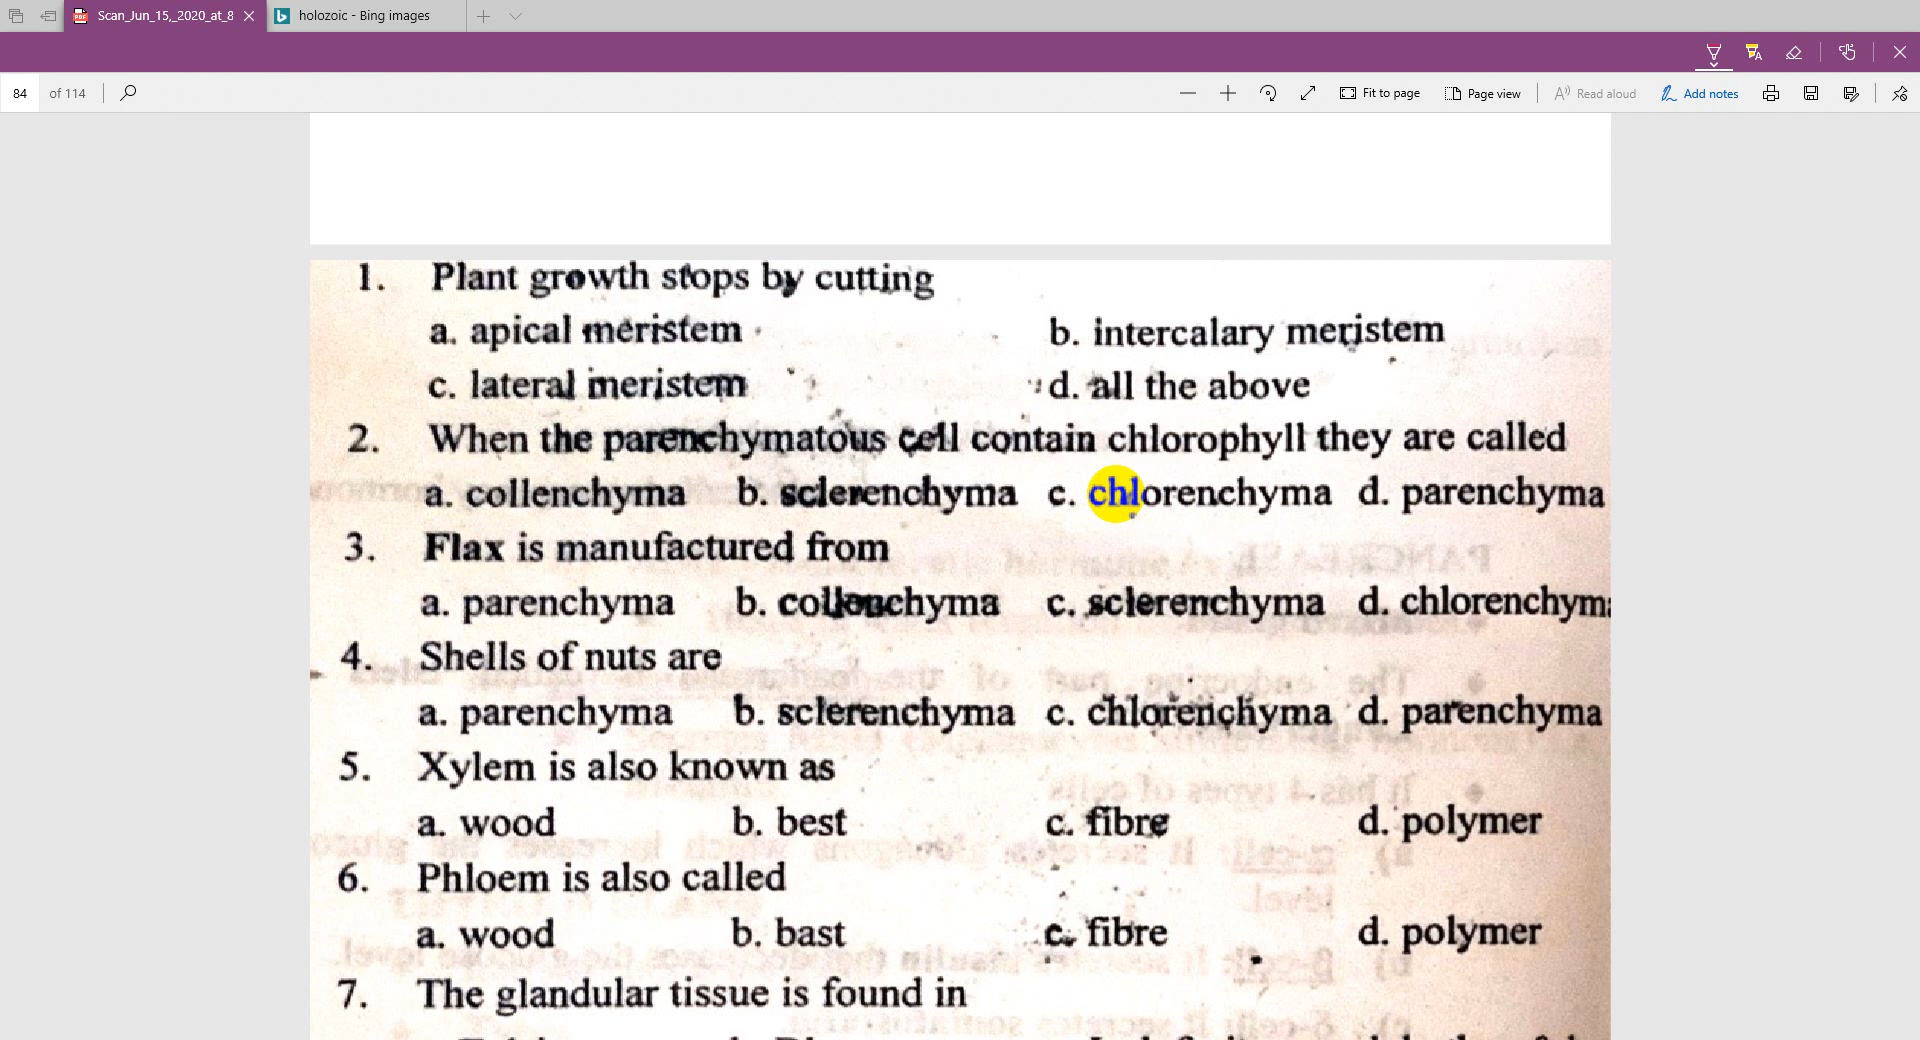 Scan_Jun_15,_2020_at_8
holozoic - Bing images
84 of 114
Fit to page
Page view
Read aloud
Add notes
1. Plant growth stops by cutting
a. apical meristem b. intercalary meristem
c. lateral meristem d. all the above
2. When the parenchymatous cell contain chlorophyll they are called
a. collenchyma b. sclerenchyma c. chlorenchyma d. parenchyma
3. Flax is manufactured from
a. parenchyma b. collenchyma c. sclerenchyma d. chlorenchyma
4. Shells of nuts are
a. parenchyma b. sclerenchyma c. chlorenchyma d. parenchyma
5. Xylem is also known as
a. wood b. best c. fibre d. polymer
6. Phloem is also called
a. wood b. bast c. fibre d. polymer
7. The glandular tissue is found in